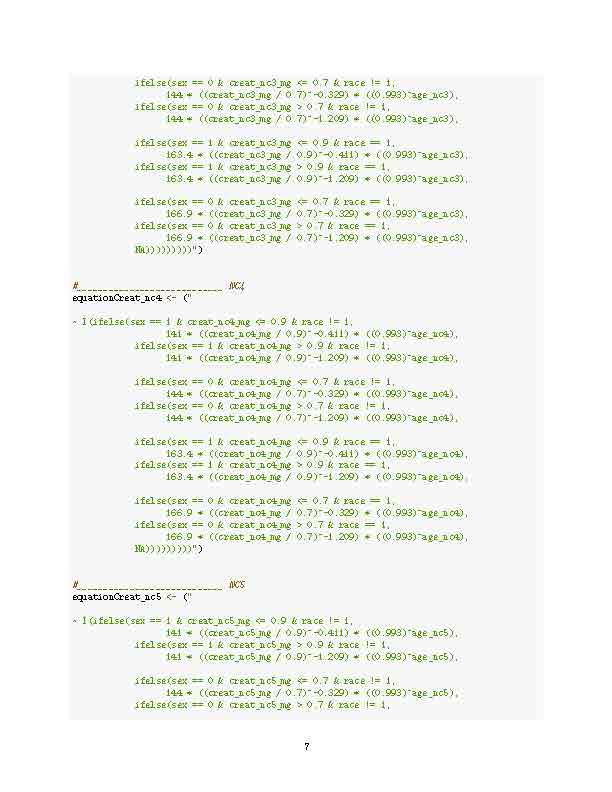 ifelse(sex == 0 & creat_nc3_mg <= 0.7 & race != 1,
144 * ((creat_nc3_mg / 0.7)^-0.329) * ((0.993)^age_nc3),
ifelse(sex == 0 & creat_nc3_mg > 0.7 & race != 1,
144 * ((creat_nc3_mg / 0.7)^-1.209) * ((0.993)^age_nc3),
ifelse(sex == 1 & creat_nc3_mg <= 0.9 & race == 1,
163.4 * ((creat_nc3_mg / 0.9)^-0.411) * ((0.993)^age_nc3),
ifelse(sex == 1 & creat_nc3_mg > 0.9 & race == 1,
163.4 * ((creat_nc3_mg / 0.9)^-1.209) * ((0.993)^age_nc3),
ifelse(sex == 0 & creat_nc3_mg <= 0.7 & race == 1,
166.9 * ((creat_nc3_mg / 0.7)^-0.329) * ((0.993)^age_nc3),
ifelse(sex == 0 & creat_nc3_mg > 0.7 & race == 1,
166.9 * ((creat_nc3_mg / 0.7)^-1.209) * ((0.993)^age_nc3),
NA)))))))))")
#___________________________ NC4
equationCreat_nc4 <- ("
~ I(ifelse(sex == 1 & creat_nc4_mg <= 0.9 & race != 1,
141 * ((creat_nc4_mg / 0.9)^-0.411) * ((0.993)^age_nc4),
ifelse(sex == 1 & creat_nc4_mg > 0.9 & race != 1,
141 * ((creat_nc4_mg / 0.9)^-1.209) * ((0.993)^age_nc4),
ifelse(sex == 0 & creat_nc4_mg <= 0.7 & race != 1,
144 * ((creat_nc4_mg / 0.7)^-0.329) * ((0.993)^age_nc4),
ifelse(sex == 0 & creat_nc4_mg > 0.7 & race != 1,
144 * ((creat_nc4_mg / 0.7)^-1.209) * ((0.993)^age_nc4),
ifelse(sex == 1 & creat_nc4_mg <= 0.9 & race == 1,
163.4 * ((creat_nc4_mg / 0.9)^-0.411) * ((0.993)^age_nc4),
ifelse(sex == 1 & creat_nc4_mg > 0.9 & race == 1,
163.4 * ((creat_nc4_mg / 0.9)^-1.209) * ((0.993)^age_nc4),
ifelse(sex == 0 & creat_nc4_mg <= 0.7 & race == 1,
166.9 * ((creat_nc4_mg / 0.7)^-0.329) * ((0.993)^age_nc4),
ifelse(sex == 0 & creat_nc4_mg > 0.7 & race == 1,
166.9 * ((creat_nc4_mg / 0.7)^-1.209) * ((0.993)^age_nc4),
NA)))))))))")
#___________________________ NC5
equationCreat_nc5 <- ("
~ I(ifelse(sex == 1 & creat_nc5_mg <= 0.9 & race != 1,
141 * ((creat_nc5_mg / 0.9)^-0.411) * ((0.993)^age_nc5),
ifelse(sex == 1 & creat_nc5_mg > 0.9 & race != 1,
141 * ((creat_nc5_mg / 0.9)^-1.209) * ((0.993)^age_nc5),
ifelse(sex == 0 & creat_nc5_mg <= 0.7 & race != 1,
144 * ((creat_nc5_mg / 0.7)^-0.329) * ((0.993)^age_nc5),
ifelse(sex == 0 & creat_nc5_mg > 0.7 & race != 1,
7